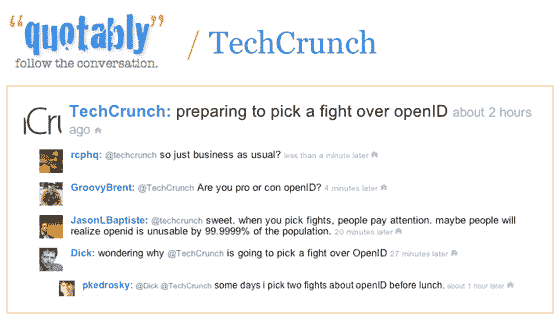 “quotably” / TechCrunch
follow the conversation.
TechCrunch: preparing to pick a fight over openID about 2 hours
ago
rcphq: @techcrunch so just business as usual? less than a minute later
GroovyBrent: @TechCrunch Are you pro or con openID? 4 minutes later
JasonLBaptiste: @techcrunch sweet. when you pick fights, people pay attention. maybe people will
realize openid is unusable by 99.9999% of the population. 20 minutes later
Dick: wondering why @TechCrunch is going to pick a fight over OpenID 27 minutes later
pkedrosky: @Dick @TechCrunch some days i pick two fights about openID before lunch. about 1 hour later